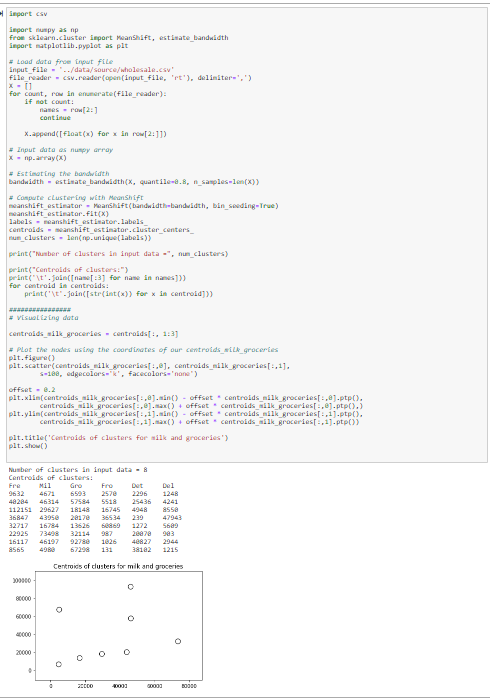 import csv
import numpy as np
from sklearn.cluster import MeanShift, estimate_bandwidth
import matplotlib.pyplot as plt
# Load data from input file
input_file = '../data/source/wholesale.csv'
file_reader = csv.reader(open(input_file, 'rt'), delimiter=',')
X = []
for count, row in enumerate(file_reader):
    if not count:
        names = row[2:]
        continue
    X.append([float(x) for x in row[2:]])
# Input data as numpy array
X = np.array(X)
# Estimating the bandwidth
bandwidth = estimate_bandwidth(X, quantile=0.8, n_samples=len(X))
# Compute clustering with MeanShift
meanshift_estimator = MeanShift(bandwidth=bandwidth, bin_seeding=True)
meanshift_estimator.fit(X)
labels = meanshift_estimator.labels_
centroids = meanshift_estimator.cluster_centers_
num_clusters = len(np.unique(labels))
print("Number of clusters in input data =", num_clusters)
print("Centroids of clusters:")
print('\t'.join([name[:3] for name in names]))
for centroid in centroids:
    print('\t'.join([str(int(x)) for x in centroid]))
################
# Visualizing data
centroids_milk_groceries = centroids[:, 1:3]
# Plot the nodes using the coordinates of our centroids_milk_groceries
plt.figure()
plt.scatter(centroids_milk_groceries[:,0], centroids_milk_groceries[:,1],
        s=100, edgecolors='k', facecolors='none')
offset = 0.2
plt.xlim(centroids_milk_groceries[:,0].min() - offset * centroids_milk_groceries[:,0].ptp(),
        centroids_milk_groceries[:,0].max() + offset * centroids_milk_groceries[:,0].ptp(),)
plt.ylim(centroids_milk_groceries[:,1].min() - offset * centroids_milk_groceries[:,1].ptp(),
        centroids_milk_groceries[:,1].max() + offset * centroids_milk_groceries[:,1].ptp())
plt.title('Centroids of clusters for milk and groceries')
plt.show()
Number of clusters in input data = 8
Centroids of clusters:
Fre Mil Gro Fro Det Del
9632 4671 6593 2570 2296 1248
40204 46314 57584 5518 25436 4241
112151 29627 18148 16745 4948 8550
36847 43950 20170 36534 239 47943
32717 16784 13626 60869 1272 5609
22925 73498 32114 987 20070 903
16117 46197 92780 1026 40827 2944
8565 4980 67298 131 38102 1215
Centroids of clusters for milk and groceries
100000
80000
60000
40000
20000
0
0 20000 40000 60000 80000